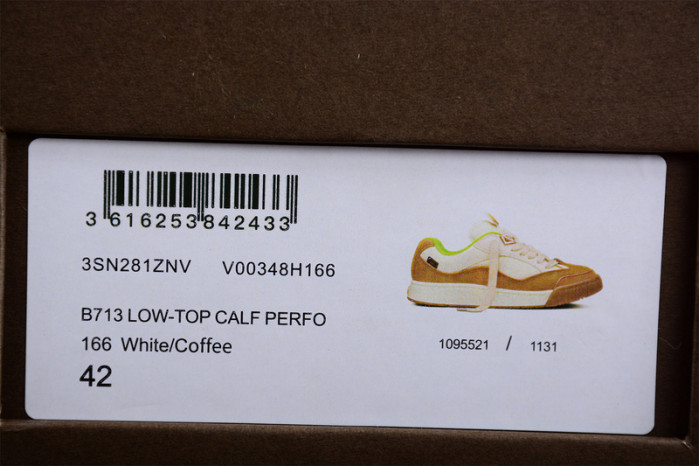 3 616253 842433
3SN281ZNV V00348H166
B713 LOW-TOP CALF PERFO
166 White/Coffee
42
1095521 / 1131